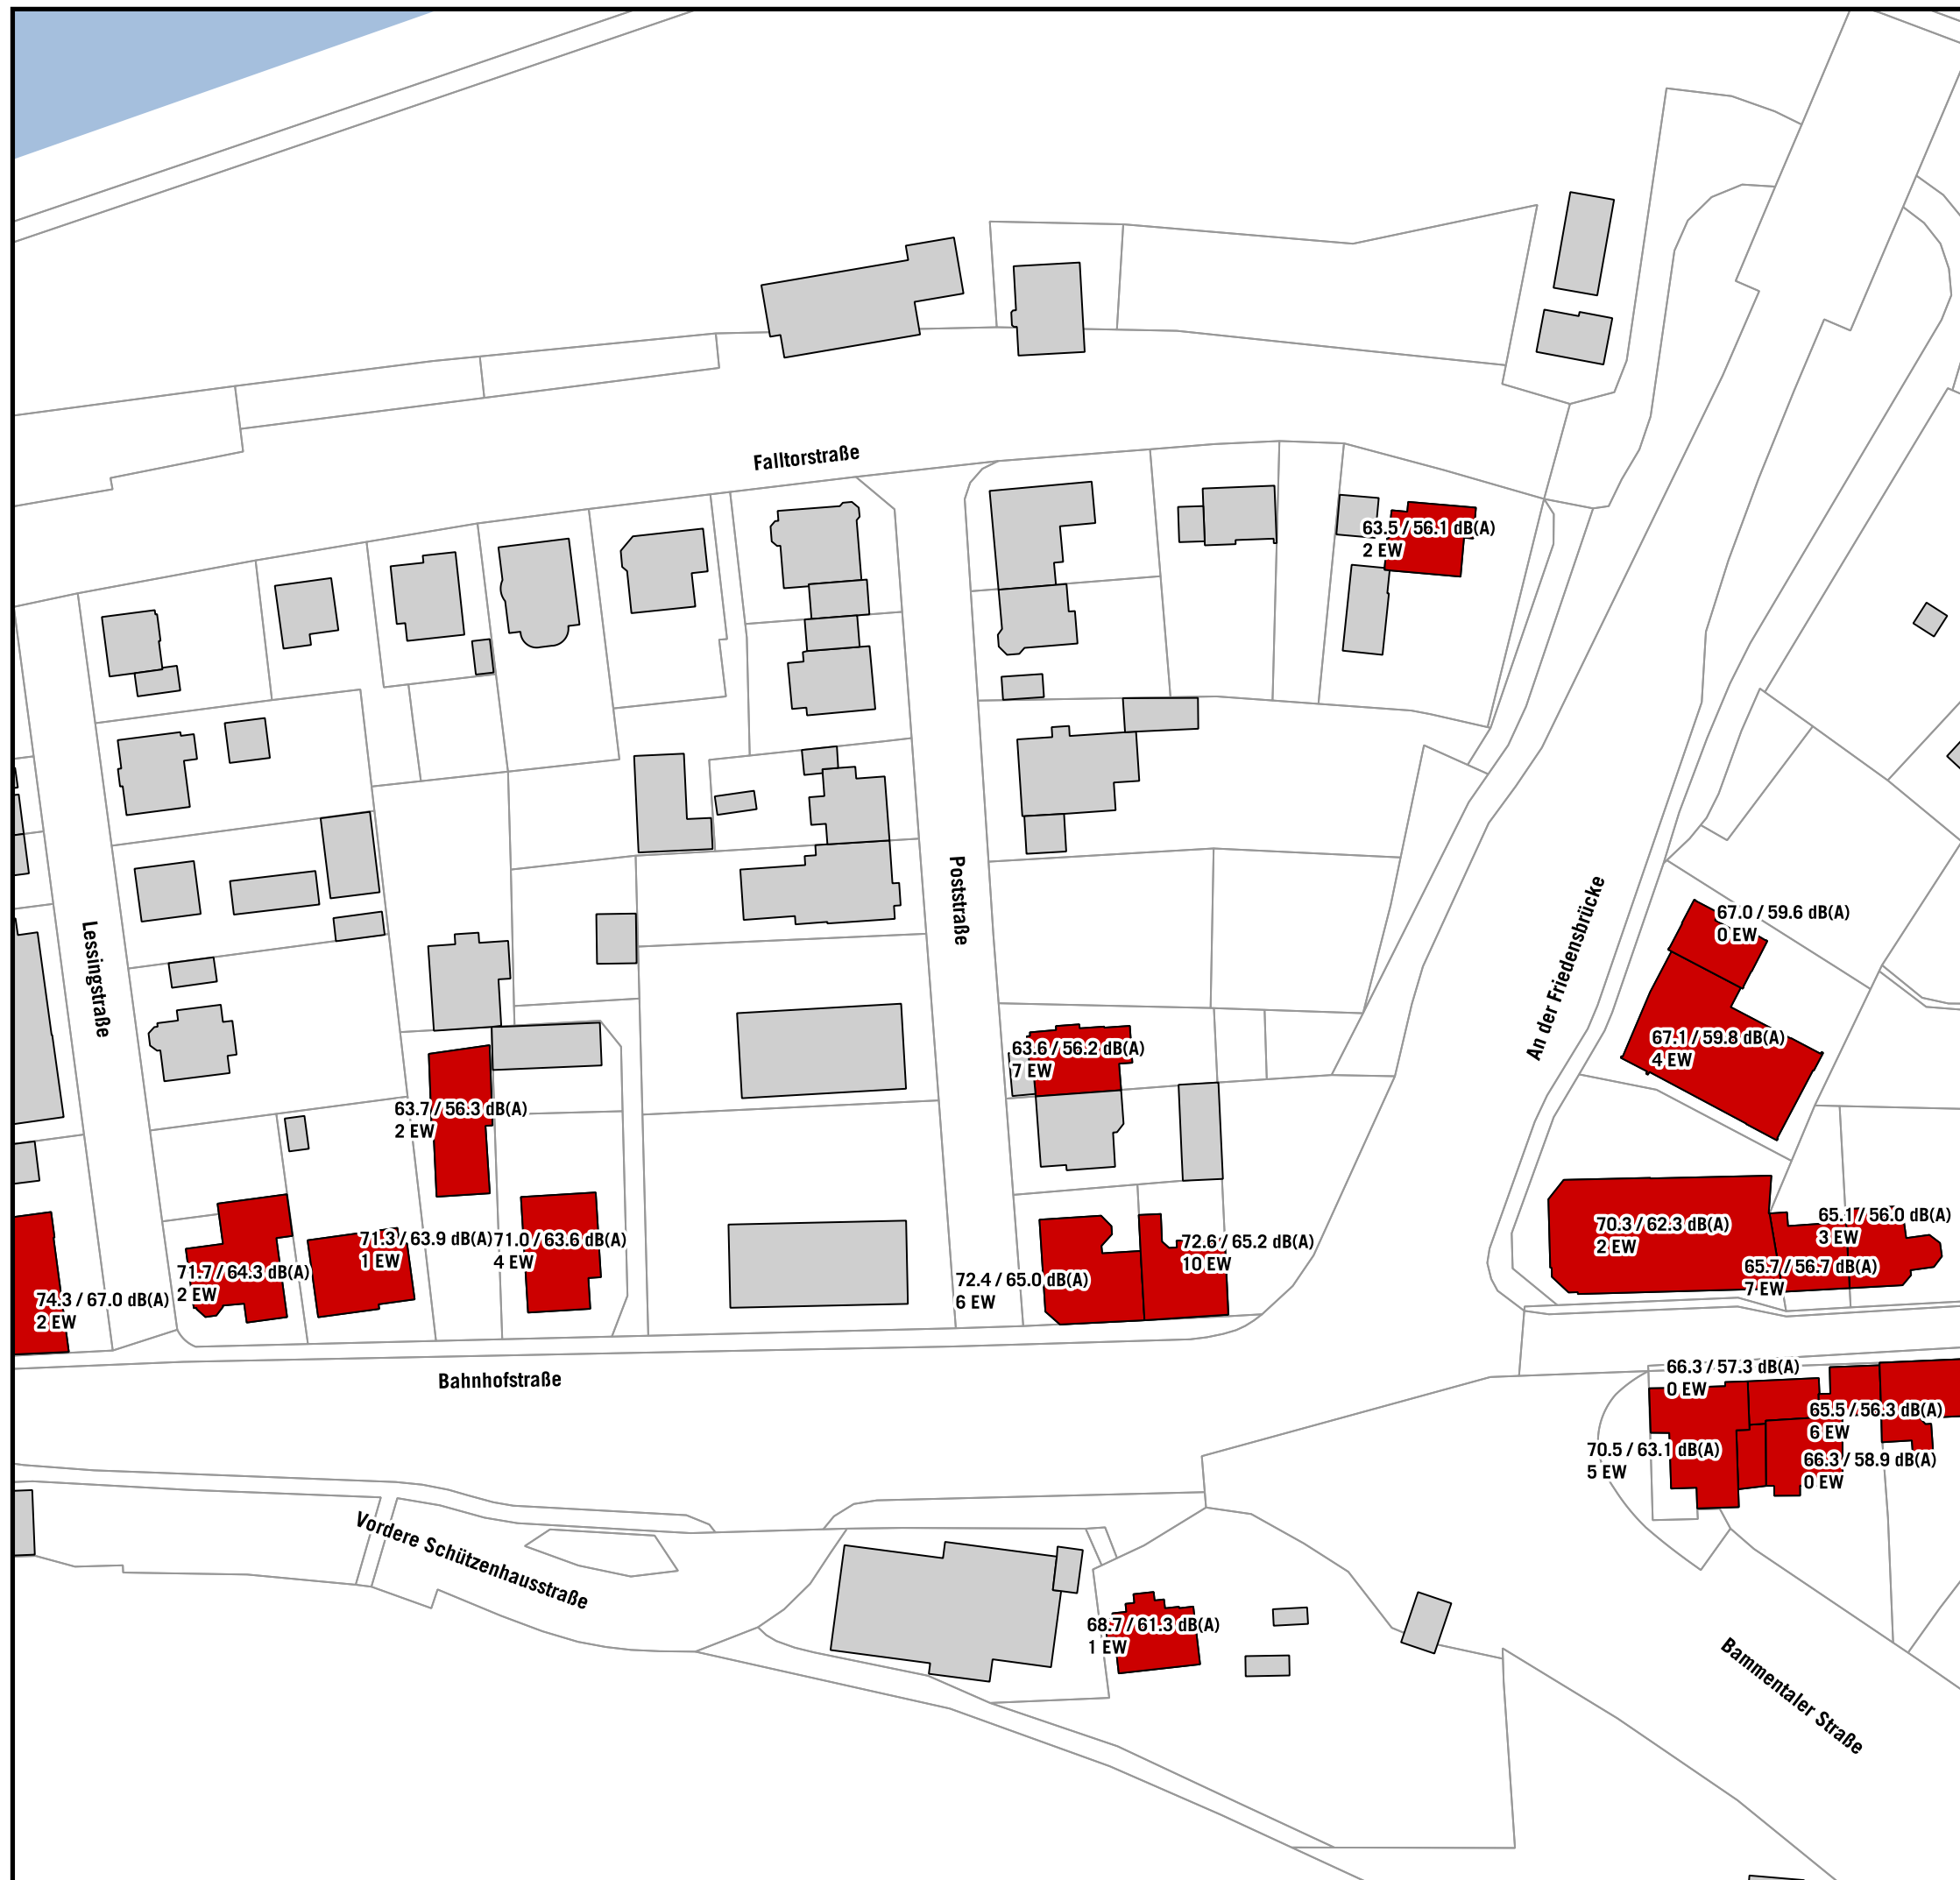 Falltorstraße
63.5 / 56.1 dB(A)
2 EW
Poststraße
Lessingstraße
An der Friedensbrücke
67.0 / 59.6 dB(A)
0 EW
67.1 / 59.8 dB(A)
4 EW
63.6 / 56.2 dB(A)
7 EW
63.7 / 56.3 dB(A)
2 EW
70.3 / 62.3 dB(A)
2 EW
65.1 / 56.0 dB(A)
3 EW
65.7 / 56.7 dB(A)
7 EW
71.3 / 63.9 dB(A)
1 EW
71.0 / 63.6 dB(A)
4 EW
72.6 / 65.2 dB(A)
10 EW
71.7 / 64.3 dB(A)
2 EW
72.4 / 65.0 dB(A)
6 EW
74.3 / 67.0 dB(A)
2 EW
Bahnhofstraße
66.3 / 57.3 dB(A)
0 EW
65.5 / 56.3 dB(A)
6 EW
70.5 / 63.1 dB(A)
5 EW
66.3 / 58.9 dB(A)
0 EW
Vordere Schützenhausstraße
68.7 / 61.3 dB(A)
1 EW
Bammentaler Straße